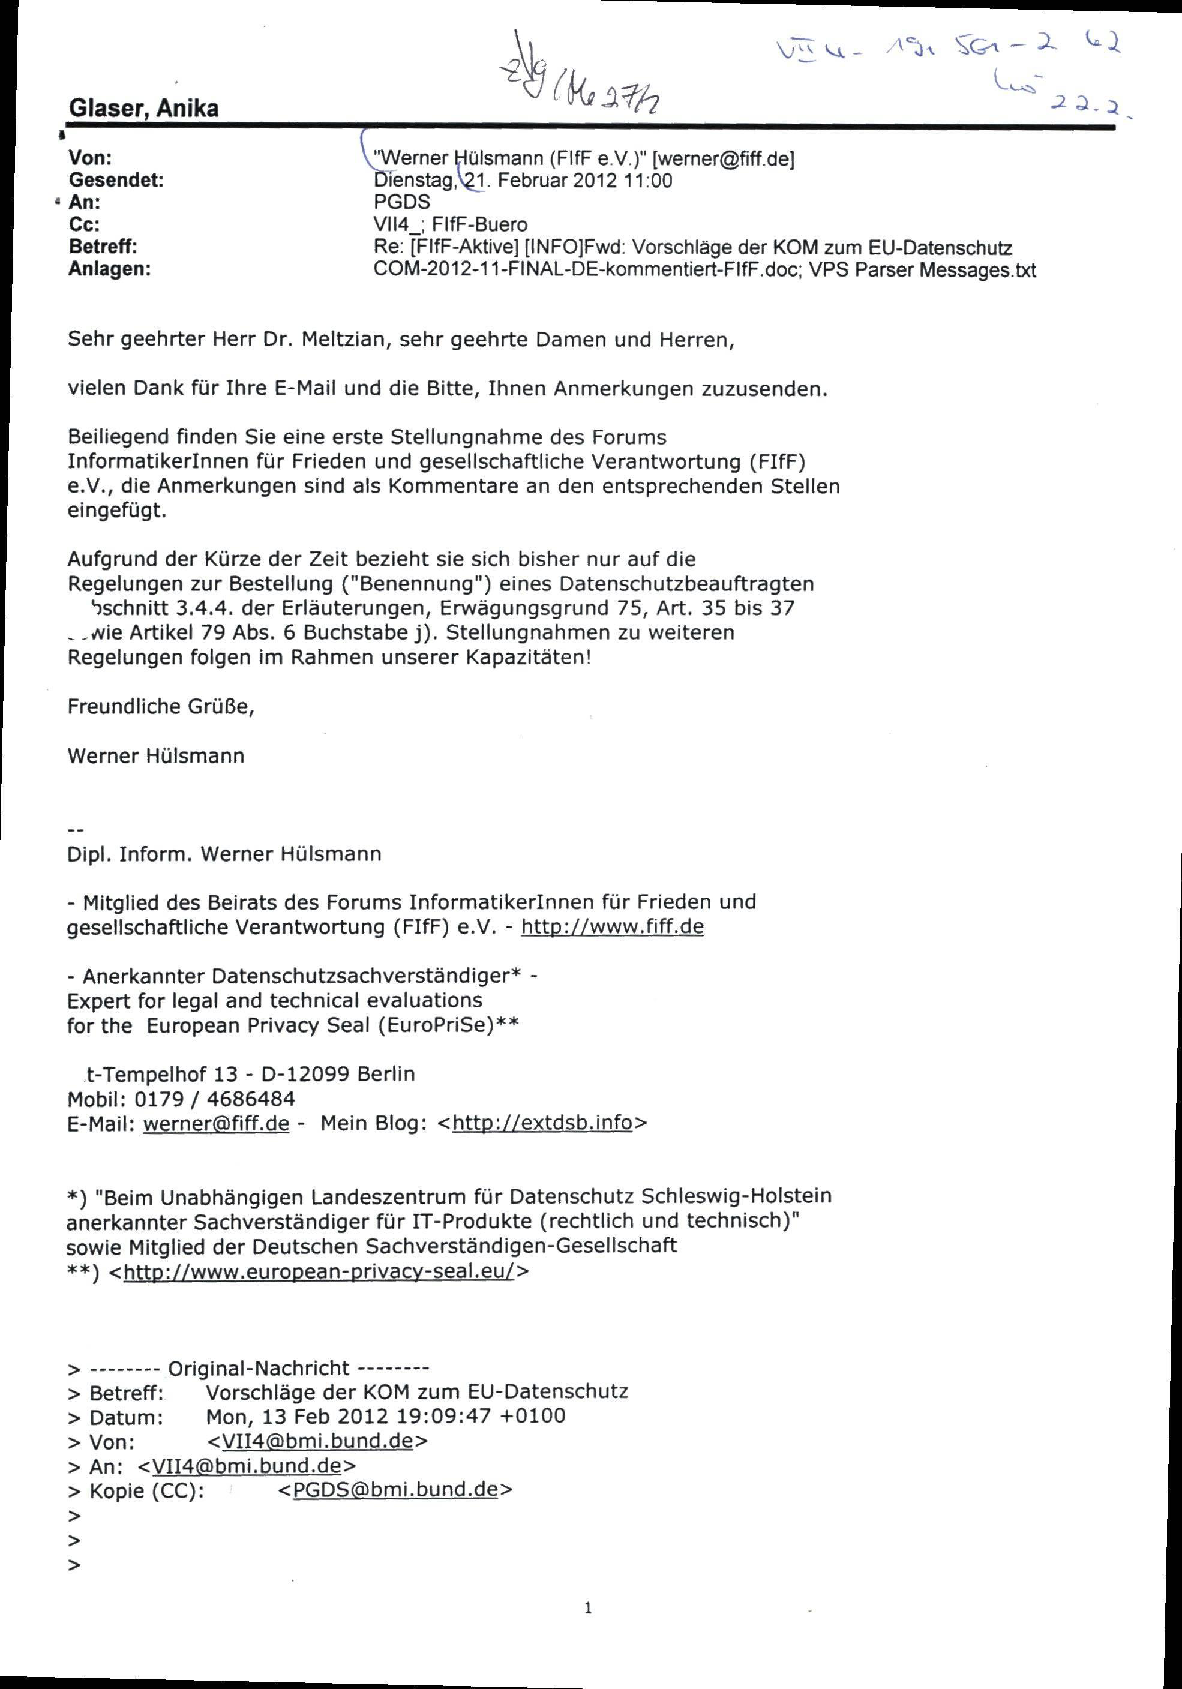 zVg / Me 27/2
VII 4 - 191 561-2 62
22.2.
Glaser, Anika
Von: "Werner Hülsmann (FIfF e.V.)" [werner@fiff.de]
Gesendet: Dienstag, 21. Februar 2012 11:00
An: PGDS
Cc: VII4_; FIfF-Buero
Betreff: Re: [FIfF-Aktive] [INFO]Fwd: Vorschläge der KOM zum EU-Datenschutz
Anlagen: COM-2012-11-FINAL-DE-kommentiert-FIfF.doc; VPS Parser Messages.txt
Sehr geehrter Herr Dr. Meltzian, sehr geehrte Damen und Herren,
vielen Dank für Ihre E-Mail und die Bitte, Ihnen Anmerkungen zuzusenden.
Beiliegend finden Sie eine erste Stellungnahme des Forums
InformatikerInnen für Frieden und gesellschaftliche Verantwortung (FIfF)
e.V., die Anmerkungen sind als Kommentare an den entsprechenden Stellen
eingefügt.
Aufgrund der Kürze der Zeit bezieht sie sich bisher nur auf die
Regelungen zur Bestellung ("Benennung") eines Datenschutzbeauftragten
schnitt 3.4.4. der Erläuterungen, Erwägungsgrund 75, Art. 35 bis 37
wie Artikel 79 Abs. 6 Buchstabe j). Stellungnahmen zu weiteren
Regelungen folgen im Rahmen unserer Kapazitäten!
Freundliche Grüße,
Werner Hülsmann
--
Dipl. Inform. Werner Hülsmann
- Mitglied des Beirats des Forums InformatikerInnen für Frieden und
gesellschaftliche Verantwortung (FIfF) e.V. - http://www.fiff.de
- Anerkannter Datenschutzsachverständiger* -
Expert for legal and technical evaluations
for the European Privacy Seal (EuroPriSe)**
t-Tempelhof 13 - D-12099 Berlin
Mobil: 0179 / 4686484
E-Mail: werner@fiff.de - Mein Blog: <http://extdsb.info>
*) "Beim Unabhängigen Landeszentrum für Datenschutz Schleswig-Holstein
anerkannter Sachverständiger für IT-Produkte (rechtlich und technisch)"
sowie Mitglied der Deutschen Sachverständigen-Gesellschaft
**) <http://www.european-privacy-seal.eu/>
> -------- Original-Nachricht --------
> Betreff: Vorschläge der KOM zum EU-Datenschutz
> Datum: Mon, 13 Feb 2012 19:09:47 +0100
> Von: <VII4@bmi.bund.de>
> An: <VII4@bmi.bund.de>
> Kopie (CC): <PGDS@bmi.bund.de>
>
>
>
1